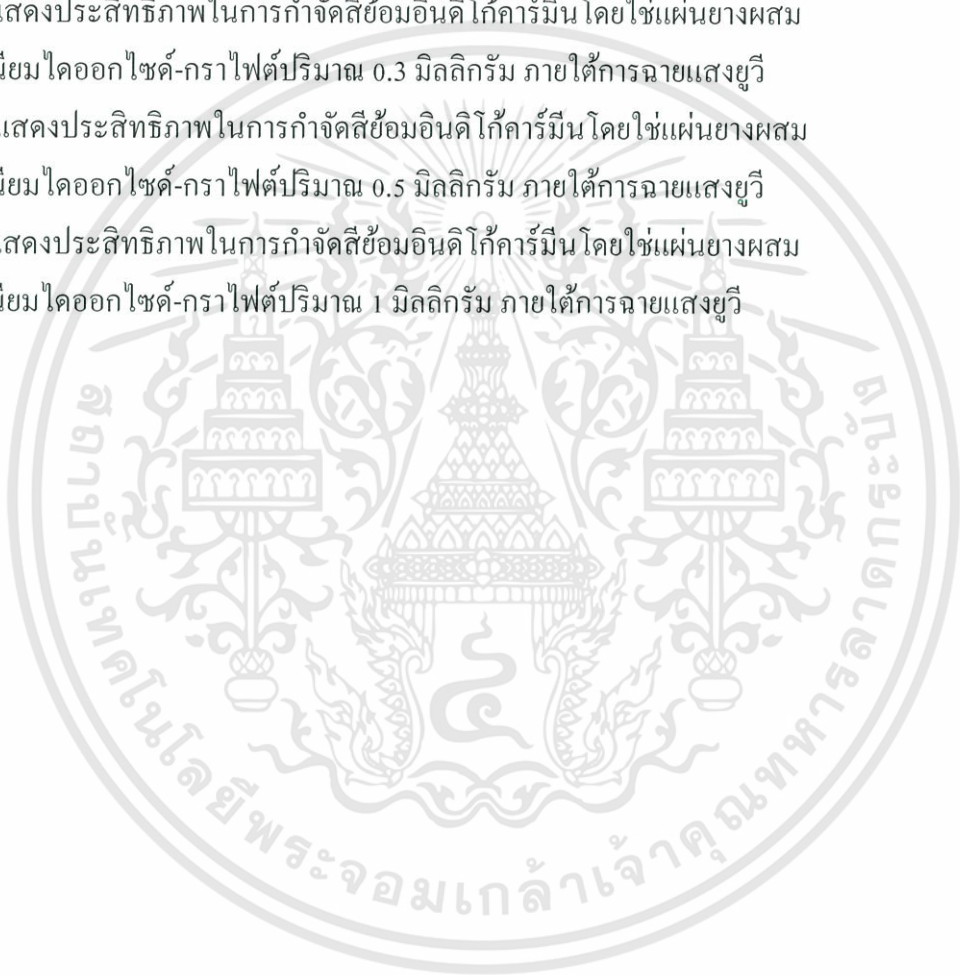 แสดงประสิทธิภาพในการกำจัดสีย้อมอินดิโก้คาร์มีนโดยใช้แผ่นยางผสม
นียมไดออกไซด์-กราไฟต์ปริมาณ 0.3 มิลลิกรัม ภายใต้การฉายแสงยูวี
แสดงประสิทธิภาพในการกำจัดสีย้อมอินดิโก้คาร์มีนโดยใช่แผ่นยางผสม
นียมไดออกไซด์-กราไฟต์ปริมาณ 0.5 มิลลิกรัม ภายใต้การฉายแสงยูวี
แสดงประสิทธิภาพในการกำจัดสีย้อมอินดิโก้คาร์มีนโดยใช้แผ่นยางผสม
นียมไดออกไซด์-กราไฟต์ปริมาณ 1 มิลลิกรัม ภายใต้การฉายแสงยูวี
สถาบันเทคโนโลยีพระจอมเกล้าเจ้าคุณทหารลาดกระบัง